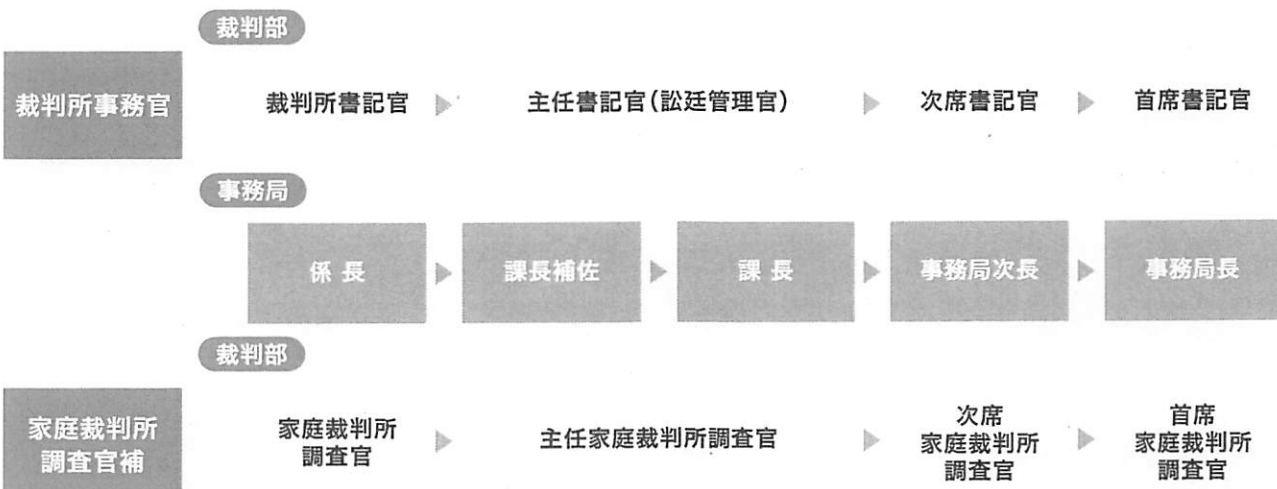 裁判部
裁判所事務官
裁判所書記官
主任書記官(訟廷管理官)
次席書記官
首席書記官
事務局
係長
課長補佐
課長
事務局次長
事務局長
裁判部
家庭裁判所
調査官補
家庭裁判所
調査官
主任家庭裁判所調査官
次席
家庭裁判所
調査官
首席
家庭裁判所
調査官